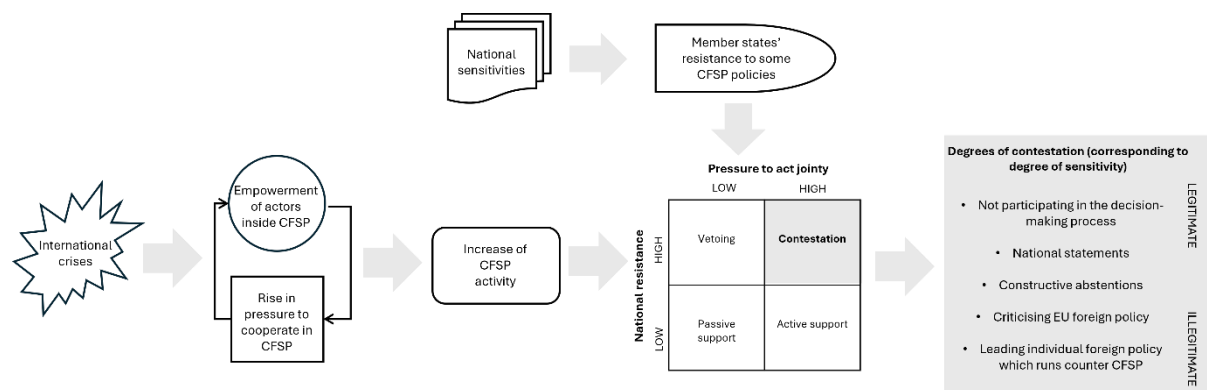 National
sensitivities
Member states'
resistance to some
CFSP policies
International
crises
Empowerment
of actors
inside CFSP
Rise in
pressure to
cooperate in
CFSP
Increase of
CFSP
activity
Pressure to act jointy
LOW
HIGH
National resistance
HIGH
LOW
Vetoing
Contestation
Passive
support
Active support
Degrees of contestation (corresponding to
degree of sensitivity)
• Not participating in the decision-
making process
• National statements
• Constructive abstentions
• Criticising EU foreign policy
• Leading individual foreign policy
which runs counter CFSP
LEGITIMATE
ILLEGITIMATE